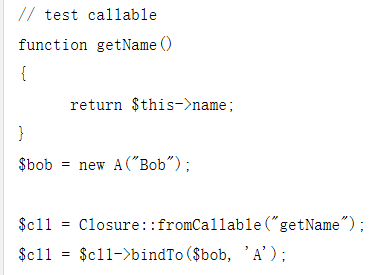 // test callable
function getName()
{
return $this->name;
}
$bob = new A("Bob");
$cl1 = Closure::fromCallable("getName");
$cl1 = $cl1->bindTo($bob, 'A');